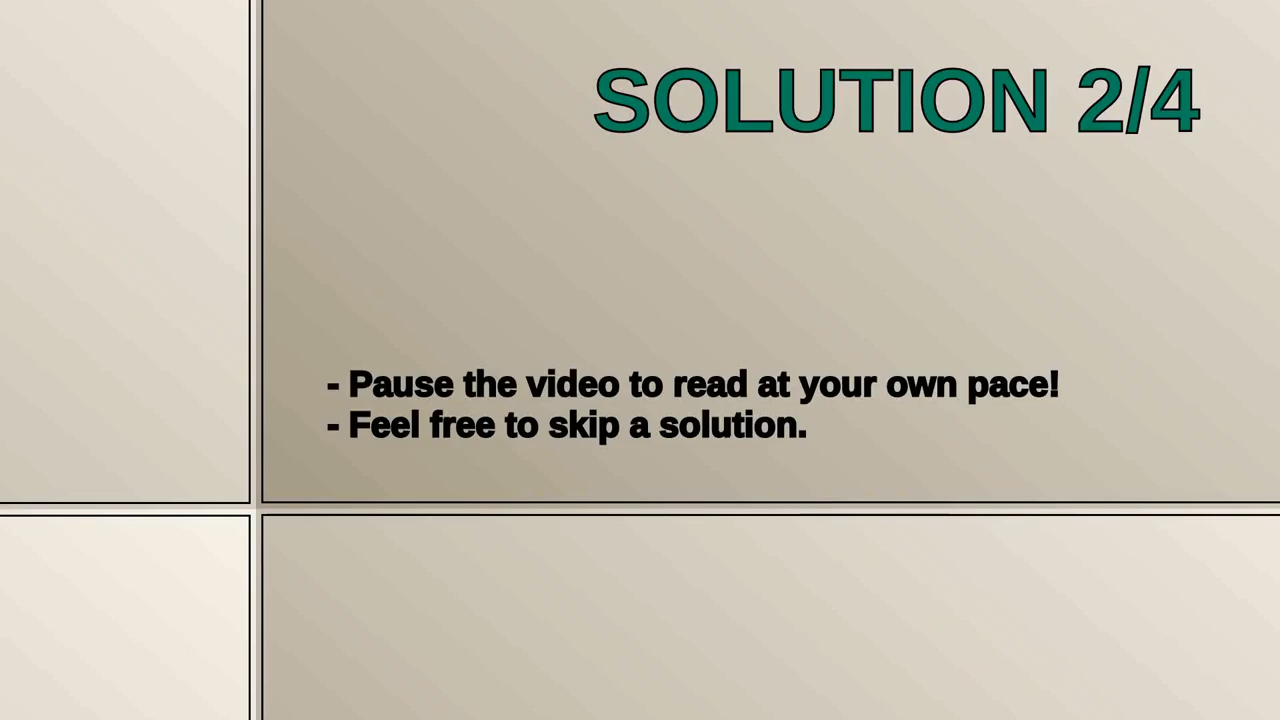 SOLUTION 2/4
- Pause the video to read at your own pace!
- Feel free to skip a solution.